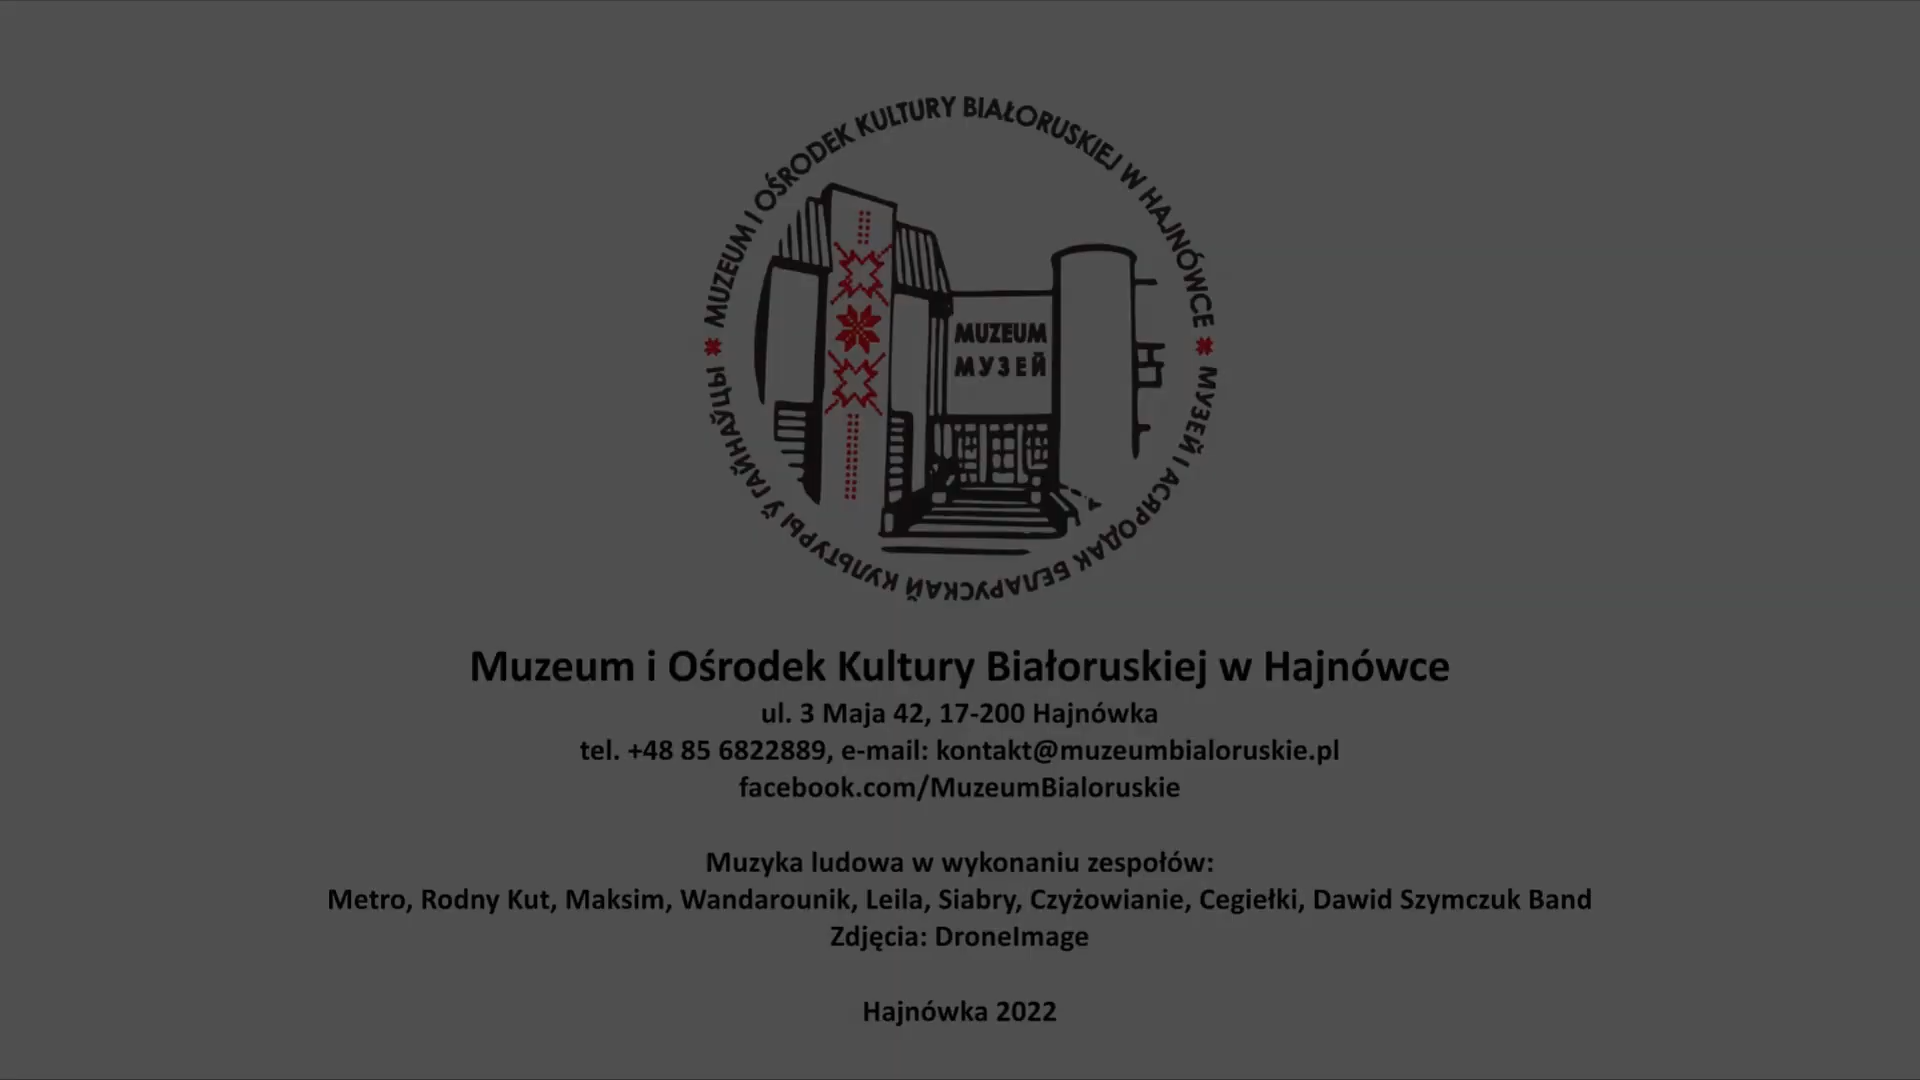 MUZEUM I OŚRODEK KULTURY BIAŁORUSKIEJ W HAJNÓWCE
МУЗЕЙ І АСЯРОДАК БЕЛАРУСКАЙ КУЛЬТУРЫ Ў ГАЙНАЎЦЫ
MUZEUM
МУЗЕЙ
Muzeum i Ośrodek Kultury Białoruskiej w Hajnówce
ul. 3 Maja 42, 17-200 Hajnówka
tel. +48 85 6822889, e-mail: kontakt@muzeumbialoruskie.pl
facebook.com/MuzeumBialoruskie
Muzyka ludowa w wykonaniu zespołów:
Metro, Rodny Kut, Maksim, Wandarounik, Leila, Siabry, Czyżowianie, Cegiełki, Dawid Szymczuk Band
Zdjęcia: DroneImage
Hajnówka 2022